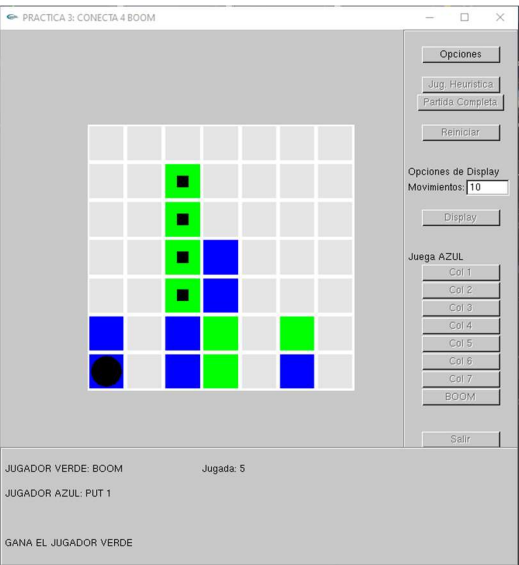 PRACTICA 3: CONECTA 4 BOOM
Opciones
Jug. Heuristica
Partida Completa
Reiniciar
Opciones de Display
Movimientos: 10
Display
Juega AZUL
Col 1
Col 2
Col 3
Col 4
Col 5
Col 6
Col 7
BOOM
Salir
JUGADOR VERDE: BOOM Jugada: 5
JUGADOR AZUL: PUT 1
GANA EL JUGADOR VERDE